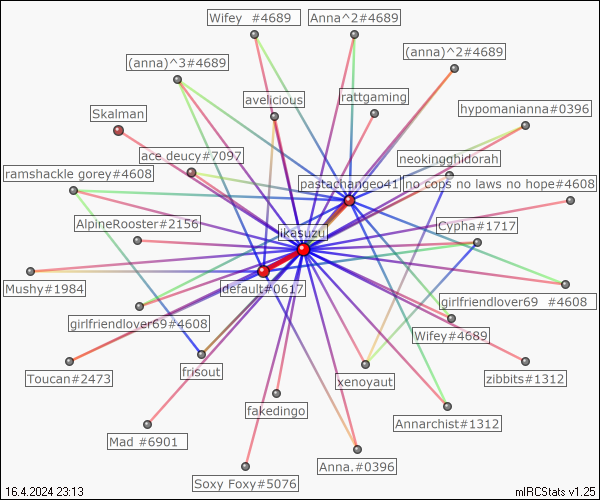 Wifey  #4689
Anna^2#4689
(anna)^2#4689
(anna)^3#4689
avelicious
rattgaming
hypomanianna#0396
Skalman
ace deucy#7097
neokingghidorah
ramshackle gorey#4608
pastachangeo41
no cops no laws no hope#4608
AlpineRooster#2156
ikasuzu
Cypha#1717
Mushy#1984
default#0617
girlfriendlover69  #4608
girlfriendlover69#4608
Wifey#4689
Toucan#2473
frisout
xenoyaut
zibbits#1312
fakedingo
Annarchist#1312
Mad #6901
Anna.#0396
Soxy Foxy#5076
16.4.2024 23:13
mIRCStats v1.25